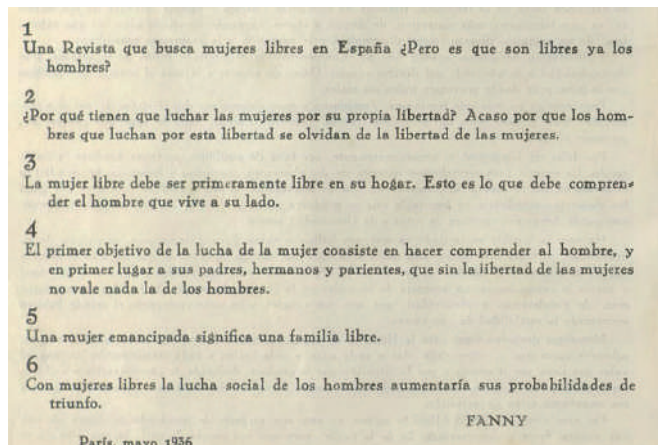 1
Una Revista que busca mujeres libres en España ¿Pero es que son libres ya los
hombres?
2
¿Por qué tienen que luchar las mujeres por su propia libertad? Acaso por que los hom-
bres que luchan por esta libertad se olvidan de la libertad de las mujeres.
3
La mujer libre debe ser primeramente libre en su hogar. Esto es lo que debe compren-
der el hombre que vive a su lado.
4
El primer objetivo de la lucha de la mujer consiste en hacer comprender al hombre, y
en primer lugar a sus padres, hermanos y parientes, que sin la libertad de las mujeres
no vale nada la de los hombres.
5
Una mujer emancipada significa una familia libre.
6
Con mujeres libres la lucha social de los hombres aumentaría sus probabilidades de
triunfo.
FANNY
París, mayo 1936